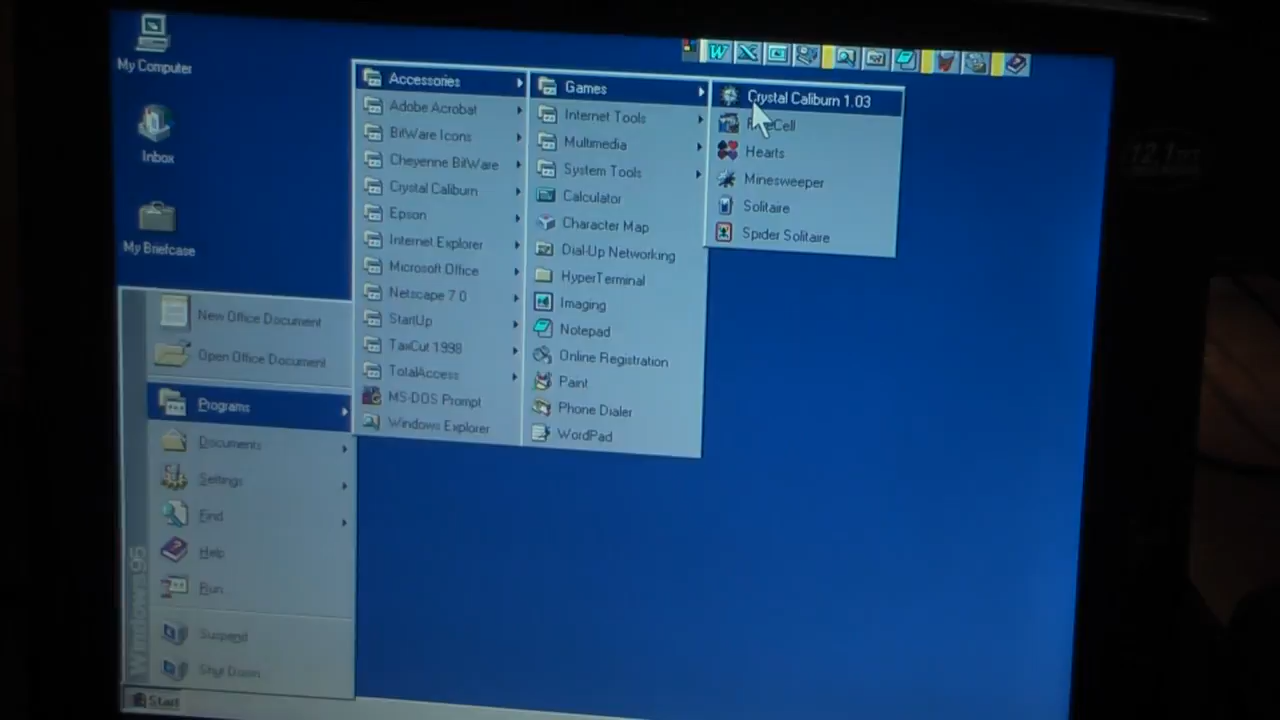 My Computer
Inbox
My Briefcase
New Office Document
Open Office Document
Programs
Documents
Settings
Find
Help
Run
Suspend
Shut Down
Windows95
Start
Accessories
Adobe Acrobat
BitWare Icons
Cheyenne BitWare
Crystal Caliburn
Epson
Internet Explorer
Microsoft Office
Netscape 7.0
StartUp
TaxCut 1998
TotalAccess
MS-DOS Prompt
Windows Explorer
Games
Internet Tools
Multimedia
System Tools
Calculator
Character Map
Dial-Up Networking
HyperTerminal
Imaging
Notepad
Online Registration
Paint
Phone Dialer
WordPad
Crystal Caliburn 1.03
FreeCell
Hearts
Minesweeper
Solitaire
Spider Solitaire